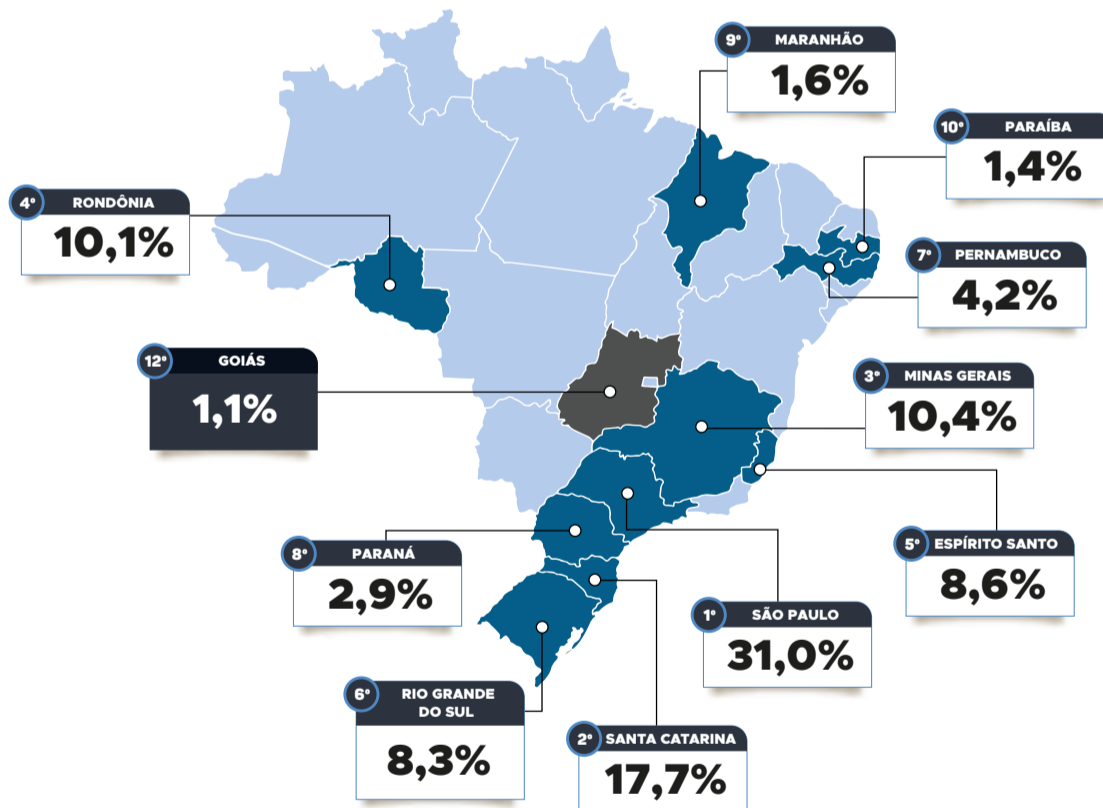 9º MARANHÃO
1,6%
10º PARAÍBA
1,4%
4º RONDÔNIA
10,1%
7º PERNAMBUCO
4,2%
12º GOIÁS
1,1%
3º MINAS GERAIS
10,4%
8º PARANÁ
2,9%
5º ESPÍRITO SANTO
8,6%
1º SÃO PAULO
31,0%
6º RIO GRANDE
DO SUL
8,3%
2º SANTA CATARINA
17,7%